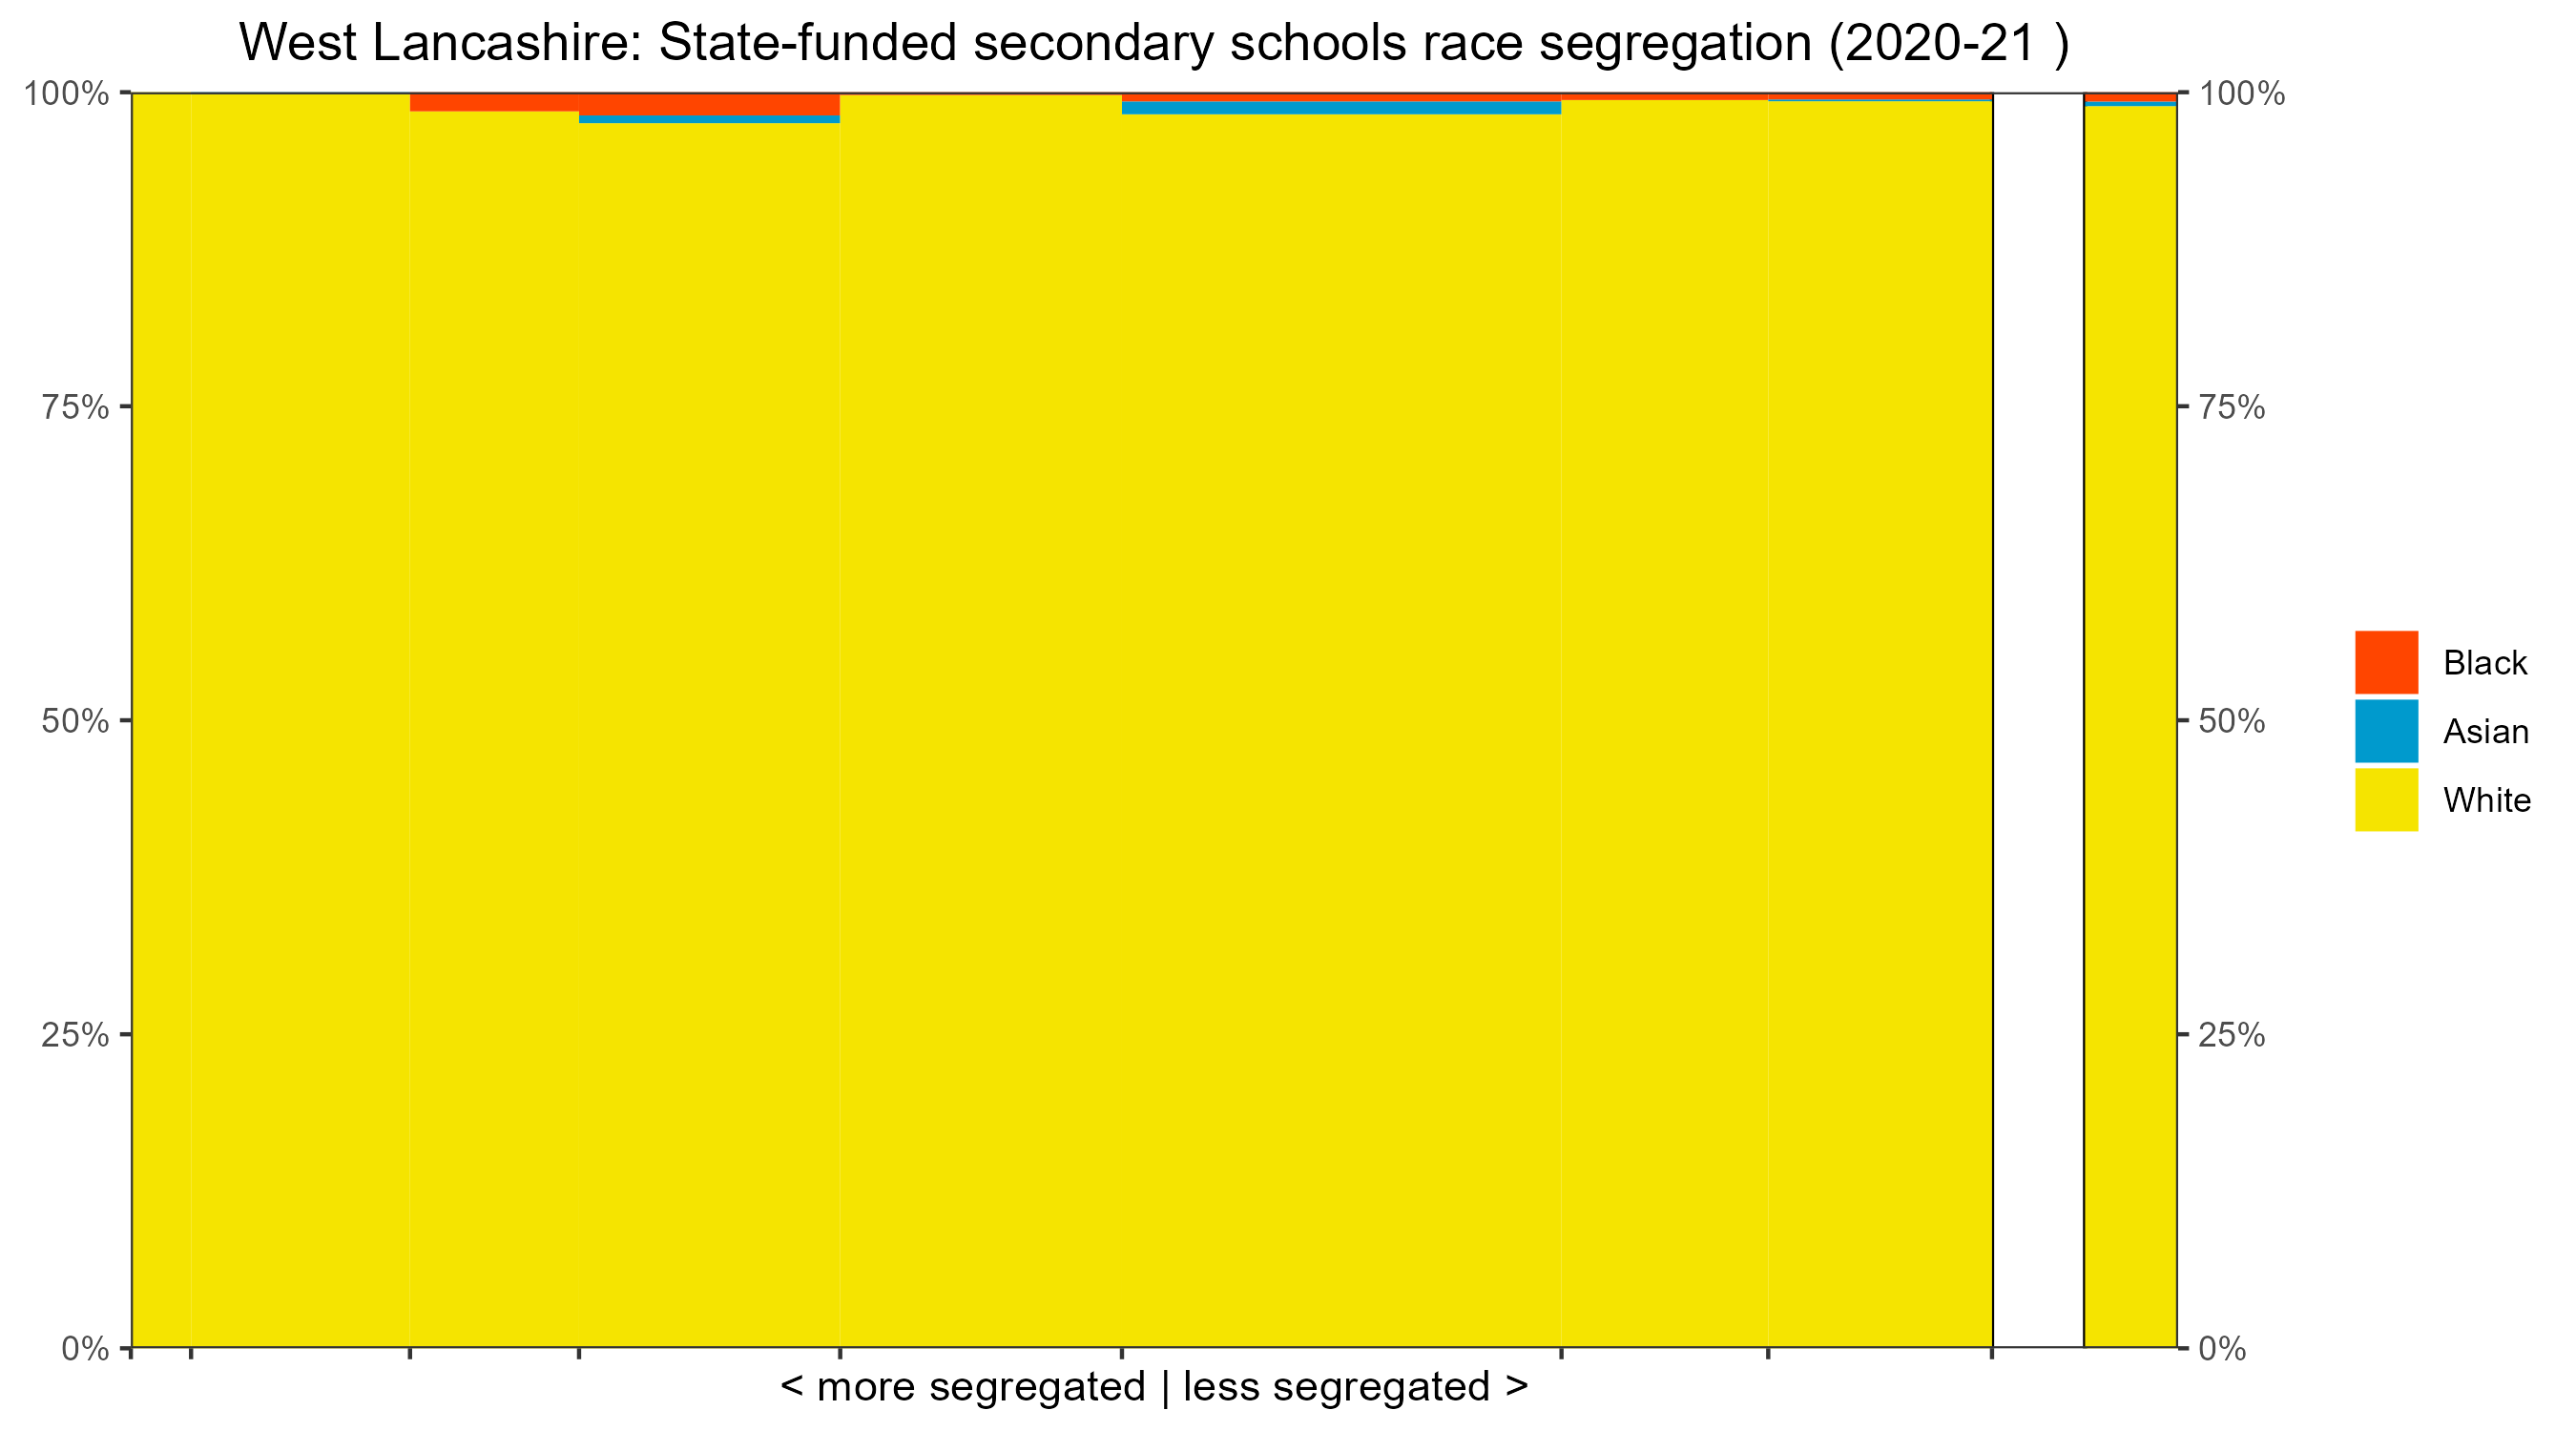 West Lancashire: State-funded secondary schools race segregation (2020-21 )
100%
75%
50%
25%
0%
100%
75%
50%
25%
0%
Black
Asian
White
< more segregated | less segregated >